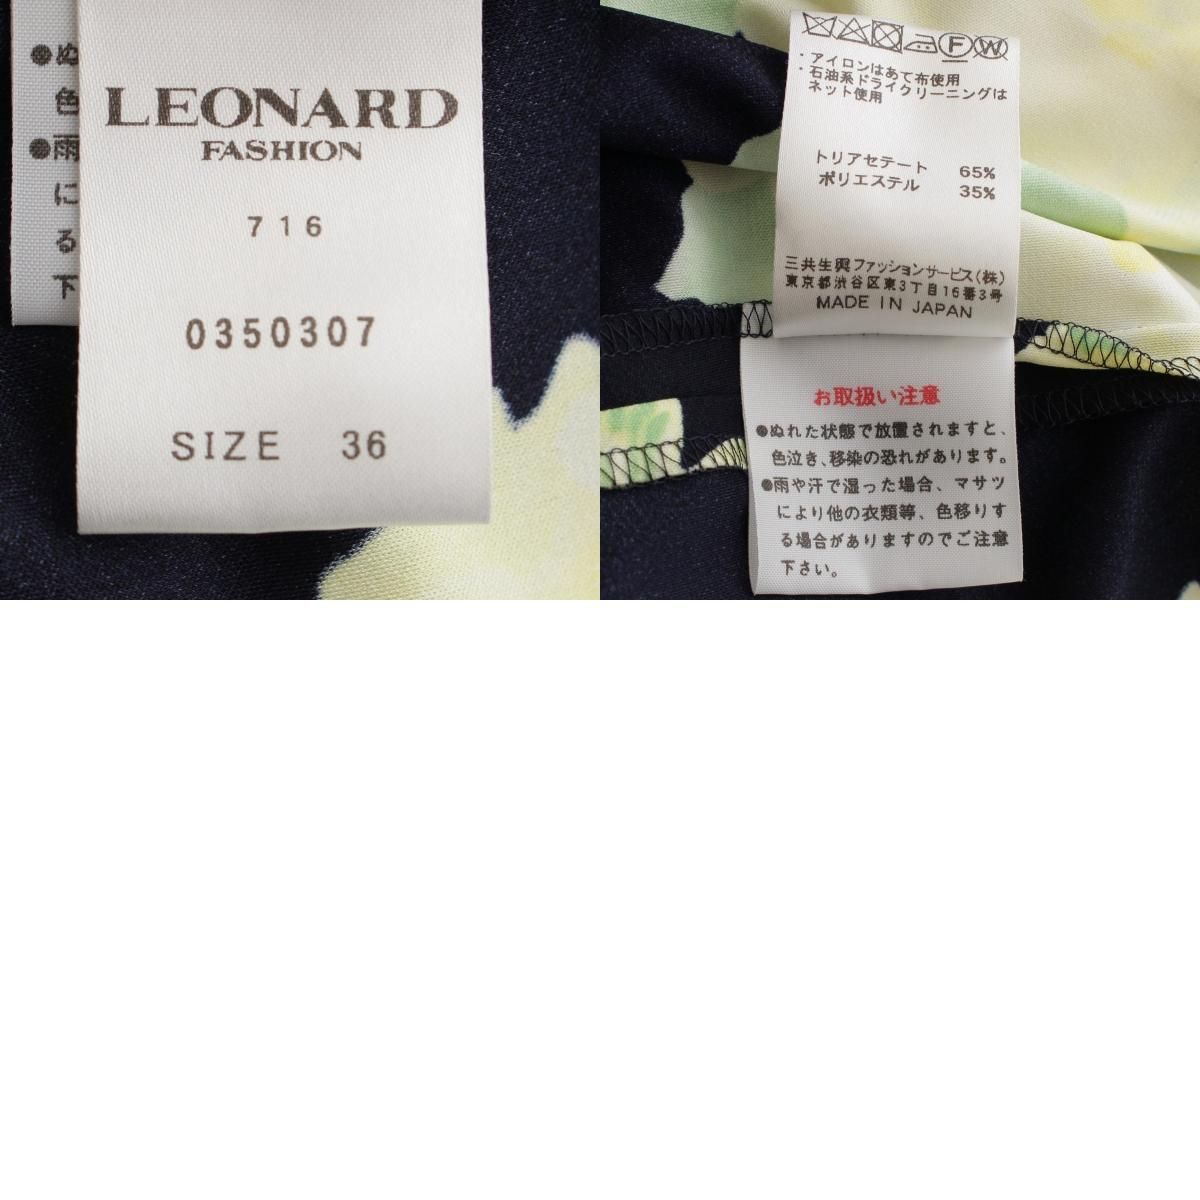 ●ぬ
色
●雨
に
る
下
LEONARD
FASHION
716
0350307
SIZE 36
F W
・アイロンはあて布使用
・石油系ドライクリーニングは
ネット使用
トリアセテート 65%
ポリエステル 35%
三共生興ファッションサービス(株)
東京都渋谷区東3丁目16番3号
MADE IN JAPAN
お取扱い注意
●ぬれた状態で放置されますと、
色泣き、移染の恐れがあります。
●雨や汗で湿った場合、マサツ
により他の衣類等、色移りす
る場合がありますのでご注意
下さい。